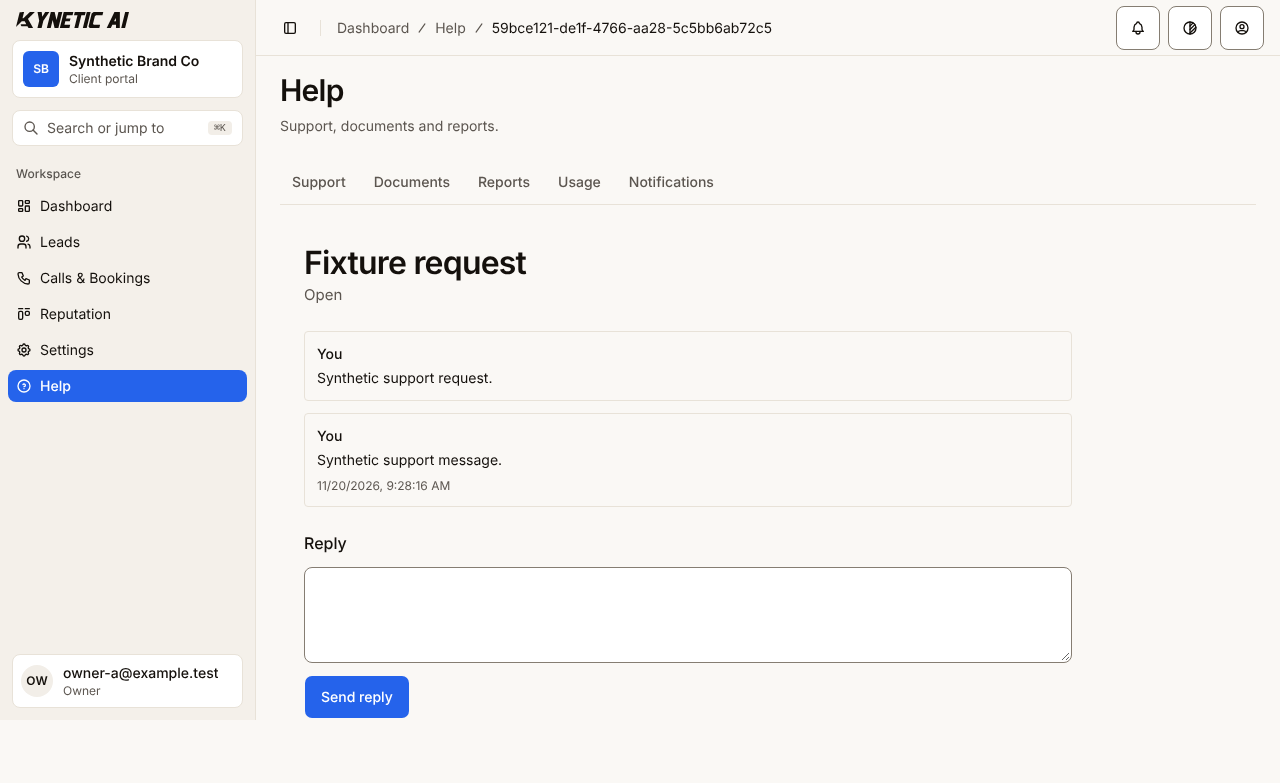 KYNETIC AI
SB
Synthetic Brand Co
Client portal
Search or jump to
⌘K
Workspace
Dashboard
Leads
Calls & Bookings
Reputation
Settings
Help
OW
owner-a@example.test
Owner
Dashboard / Help / 59bce121-de1f-4766-aa28-5c5bb6ab72c5
Help
Support, documents and reports.
Support Documents Reports Usage Notifications
Fixture request
Open
You
Synthetic support request.
You
Synthetic support message.
11/20/2026, 9:28:16 AM
Reply
Send reply